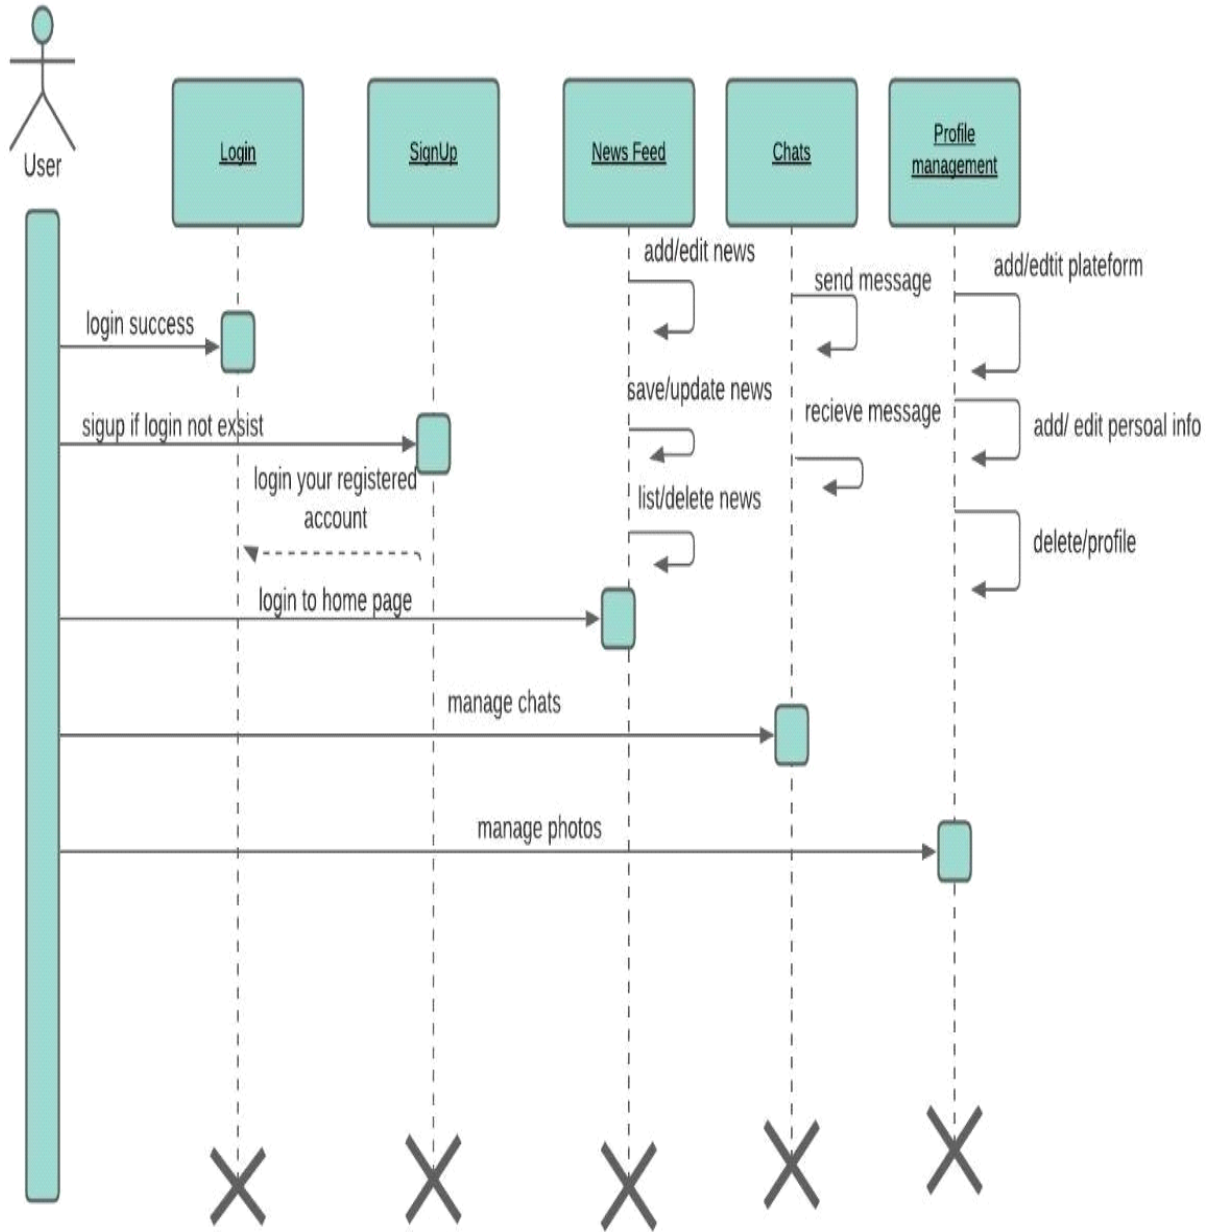 User
Login
SignUp
News Feed
Chats
Profile
management
add/edit news
send message
add/edtit plateform
login success
save/update news
recieve message
add/ edit persoal info
sigup if login not exsist
login your registered
account
list/delete news
delete/profile
login to home page
manage chats
manage photos